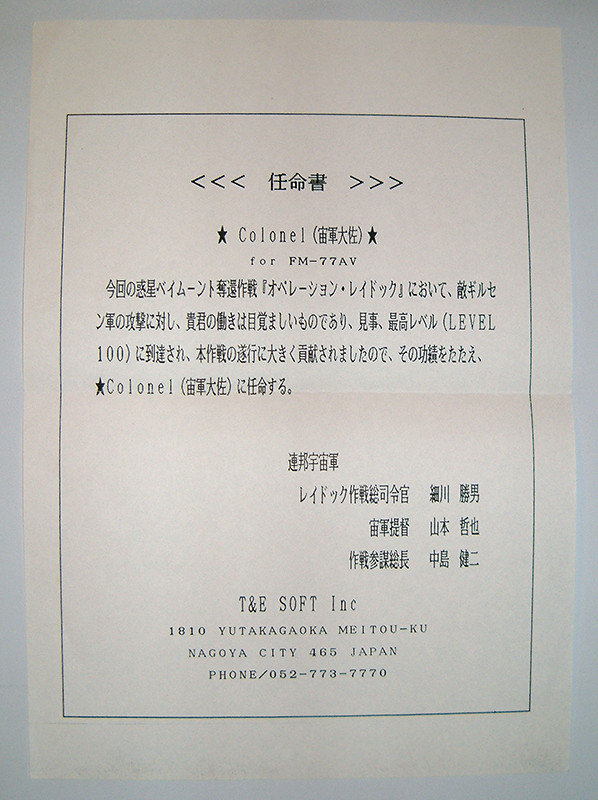 ＜＜＜　任命書　＞＞＞
★ Colonel（宙軍大佐）★
for FM-77AV
今回の惑星ベイムーント奪還作戦『オペレーション・レイドック』において、敵ギルセ
ン軍の攻撃に対し、貴君の働きは目覚ましいものであり、見事、最高レベル（LEVEL
100）に到達され、本作戦の遂行に大きく貢献されましたので、その功績をたたえ、
★Colonel（宙軍大佐）に任命する。
連邦宇宙軍
レイドック作戦総司令官　細川　勝男
宙軍提督　山本　哲也
作戦参謀総長　中島　健二
T&E SOFT Inc
1810 YUTAKAGAOKA MEITOU-KU
NAGOYA CITY 465 JAPAN
PHONE/052-773-7770